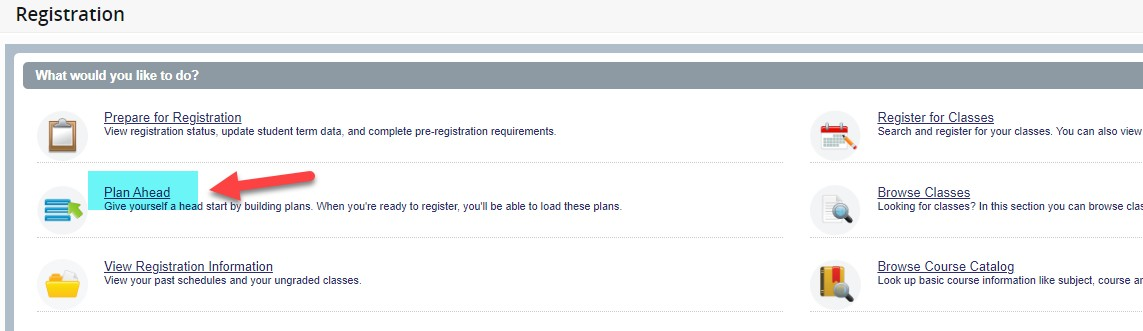 Registration
What would you like to do?
Prepare for Registration
View registration status, update student term data, and complete pre-registration requirements.
Register for Classes
Search and register for your classes. You can also view
Plan Ahead
Give yourself a head start by building plans. When you're ready to register, you'll be able to load these plans.
Browse Classes
Looking for classes? In this section you can browse
View Registration Information
View your past schedules and your ungraded classes.
Browse Course Catalog
Look up basic course information like subject, course